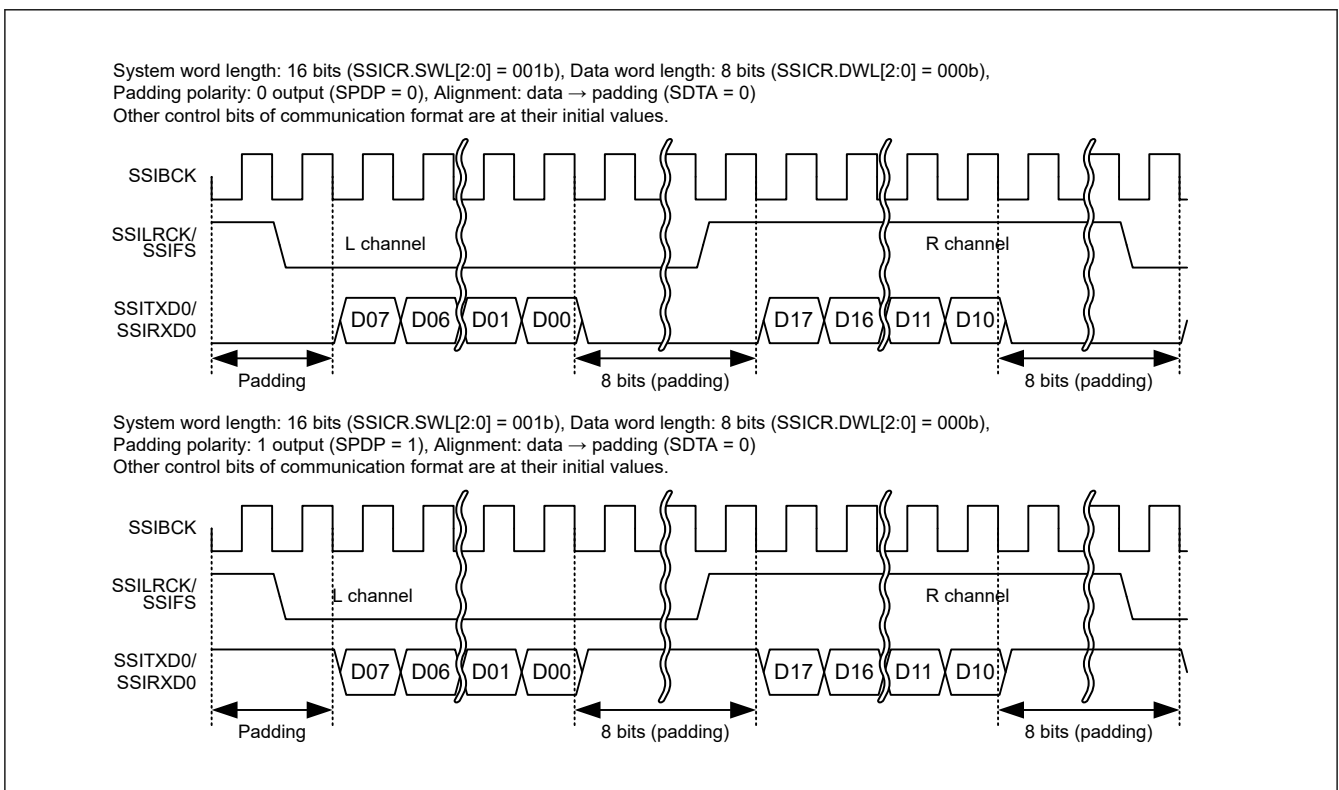 System word length: 16 bits (SSICR.SWL[2:0] = 001b), Data word length: 8 bits (SSICR.DWL[2:0] = 000b),
Padding polarity: 0 output (SPDP = 0), Alignment: data → padding (SDTA = 0)
Other control bits of communication format are at their initial values.
SSIBCK
SSILRCK/
SSIFS
L channel
R channel
SSITXD0/
SSIRXD0
D07 D06 D01 D00 D17 D16 D11 D10
Padding
8 bits (padding)
8 bits (padding)
System word length: 16 bits (SSICR.SWL[2:0] = 001b), Data word length: 8 bits (SSICR.DWL[2:0] = 000b),
Padding polarity: 1 output (SPDP = 1), Alignment: data → padding (SDTA = 0)
Other control bits of communication format are at their initial values.
SSIBCK
SSILRCK/
SSIFS
L channel
R channel
SSITXD0/
SSIRXD0
D07 D06 D01 D00 D17 D16 D11 D10
Padding
8 bits (padding)
8 bits (padding)